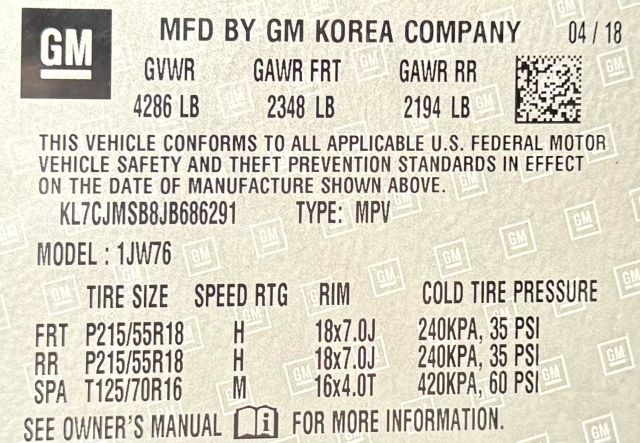 GM MFD BY GM KOREA COMPANY 04 / 18
GVWR GAWR FRT GAWR RR
4286 LB 2348 LB 2194 LB
THIS VEHICLE CONFORMS TO ALL APPLICABLE U.S. FEDERAL MOTOR
VEHICLE SAFETY AND THEFT PREVENTION STANDARDS IN EFFECT
ON THE DATE OF MANUFACTURE SHOWN ABOVE.
KL7CJMSB8JB686291 TYPE: MPV
MODEL : 1JW76
TIRE SIZE SPEED RTG RIM COLD TIRE PRESSURE
FRT P215/55R18 H 18x7.0J 240KPA, 35 PSI
RR P215/55R18 H 18x7.0J 240KPA, 35 PSI
SPA T125/70R16 M 16x4.0T 420KPA, 60 PSI
SEE OWNER'S MANUAL FOR MORE INFORMATION.